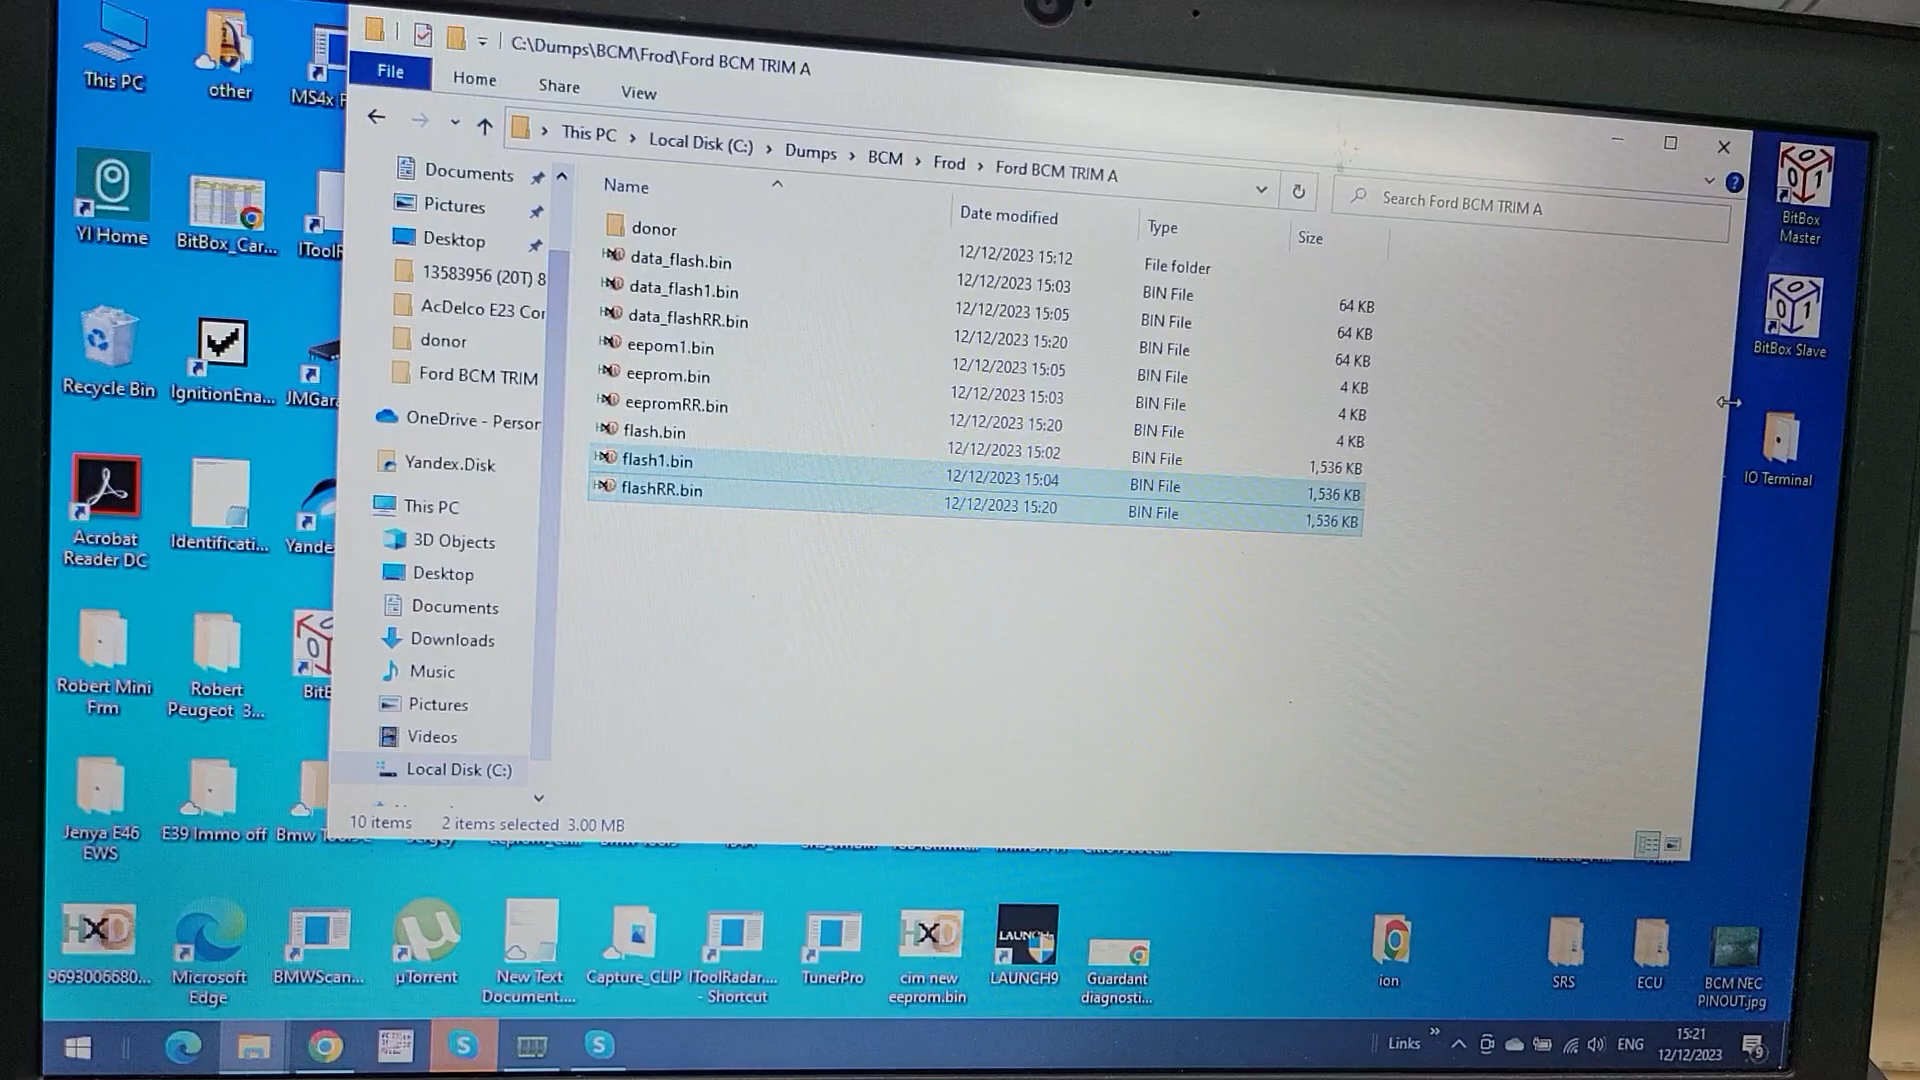 C:\Dumps\BCM\Frod\Ford BCM TRIM A
File Home Share View
This PC Local Disk (C:) Dumps BCM Frod Ford BCM TRIM A
Search Ford BCM TRIM A
Name Date modified Type Size
donor 12/12/2023 15:12 File folder
data_flash.bin 12/12/2023 15:03 BIN File 64 KB
data_flash1.bin 12/12/2023 15:05 BIN File 64 KB
data_flashRR.bin 12/12/2023 15:20 BIN File 64 KB
eepom1.bin 12/12/2023 15:05 BIN File 4 KB
eeprom.bin 12/12/2023 15:03 BIN File 4 KB
eepromRR.bin 12/12/2023 15:20 BIN File 4 KB
flash.bin 12/12/2023 15:02 BIN File 1,536 KB
flash1.bin 12/12/2023 15:04 BIN File 1,536 KB
flashRR.bin 12/12/2023 15:20 BIN File 1,536 KB
Documents
Pictures
Desktop
13583956 (20T) 8
AcDelco E23 Cor
donor
Ford BCM TRIM
OneDrive - Person
Yandex.Disk
This PC
3D Objects
Desktop
Documents
Downloads
Music
Pictures
Videos
Local Disk (C:)
10 items 2 items selected 3.00 MB
This PC
other
MS4x F
YI Home
BitBox_Car...
IToolR
Recycle Bin
IgnitionEna...
JMGara
Acrobat
Reader DC
Identificati...
Yande
Robert Mini
Frm
Robert
Peugeot 3...
BitB
Jenya E46
EWS
E39 Immo off
Bmw T
BitBox
Master
BitBox Slave
IO Terminal
9693006680...
Microsoft
Edge
BMWScan...
µTorrent
New Text
Document....
Capture_CLIP
IToolRadar....
- Shortcut
TunerPro
HXD
cim new
eeprom.bin
LAUNCH
LAUNCH9
Guardant
diagnosti...
ion
SRS
ECU
BCM NEC
PINOUT.jpg
Links
ENG
15:21
12/12/2023
9